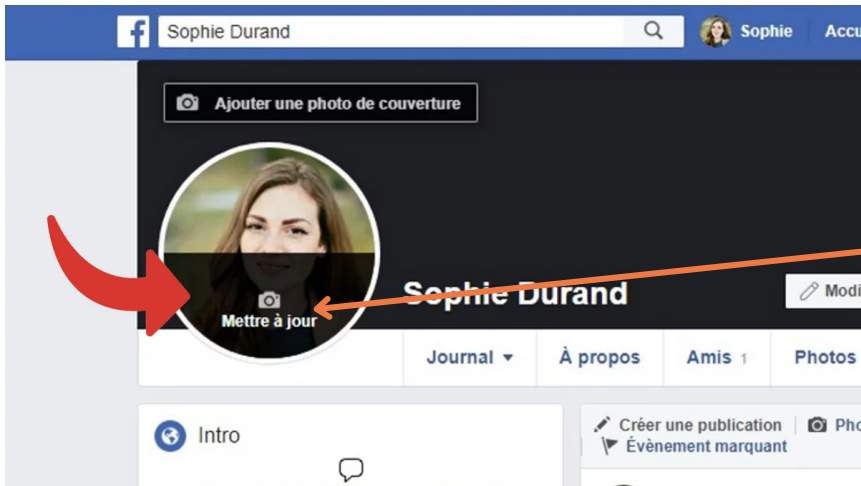 f Sophie Durand Sophie Accu
Ajouter une photo de couverture
Mettre à jour
Sophie Durand
Modi
Journal À propos Amis 1 Photos
Intro
Créer une publication Pho
Évènement marquant